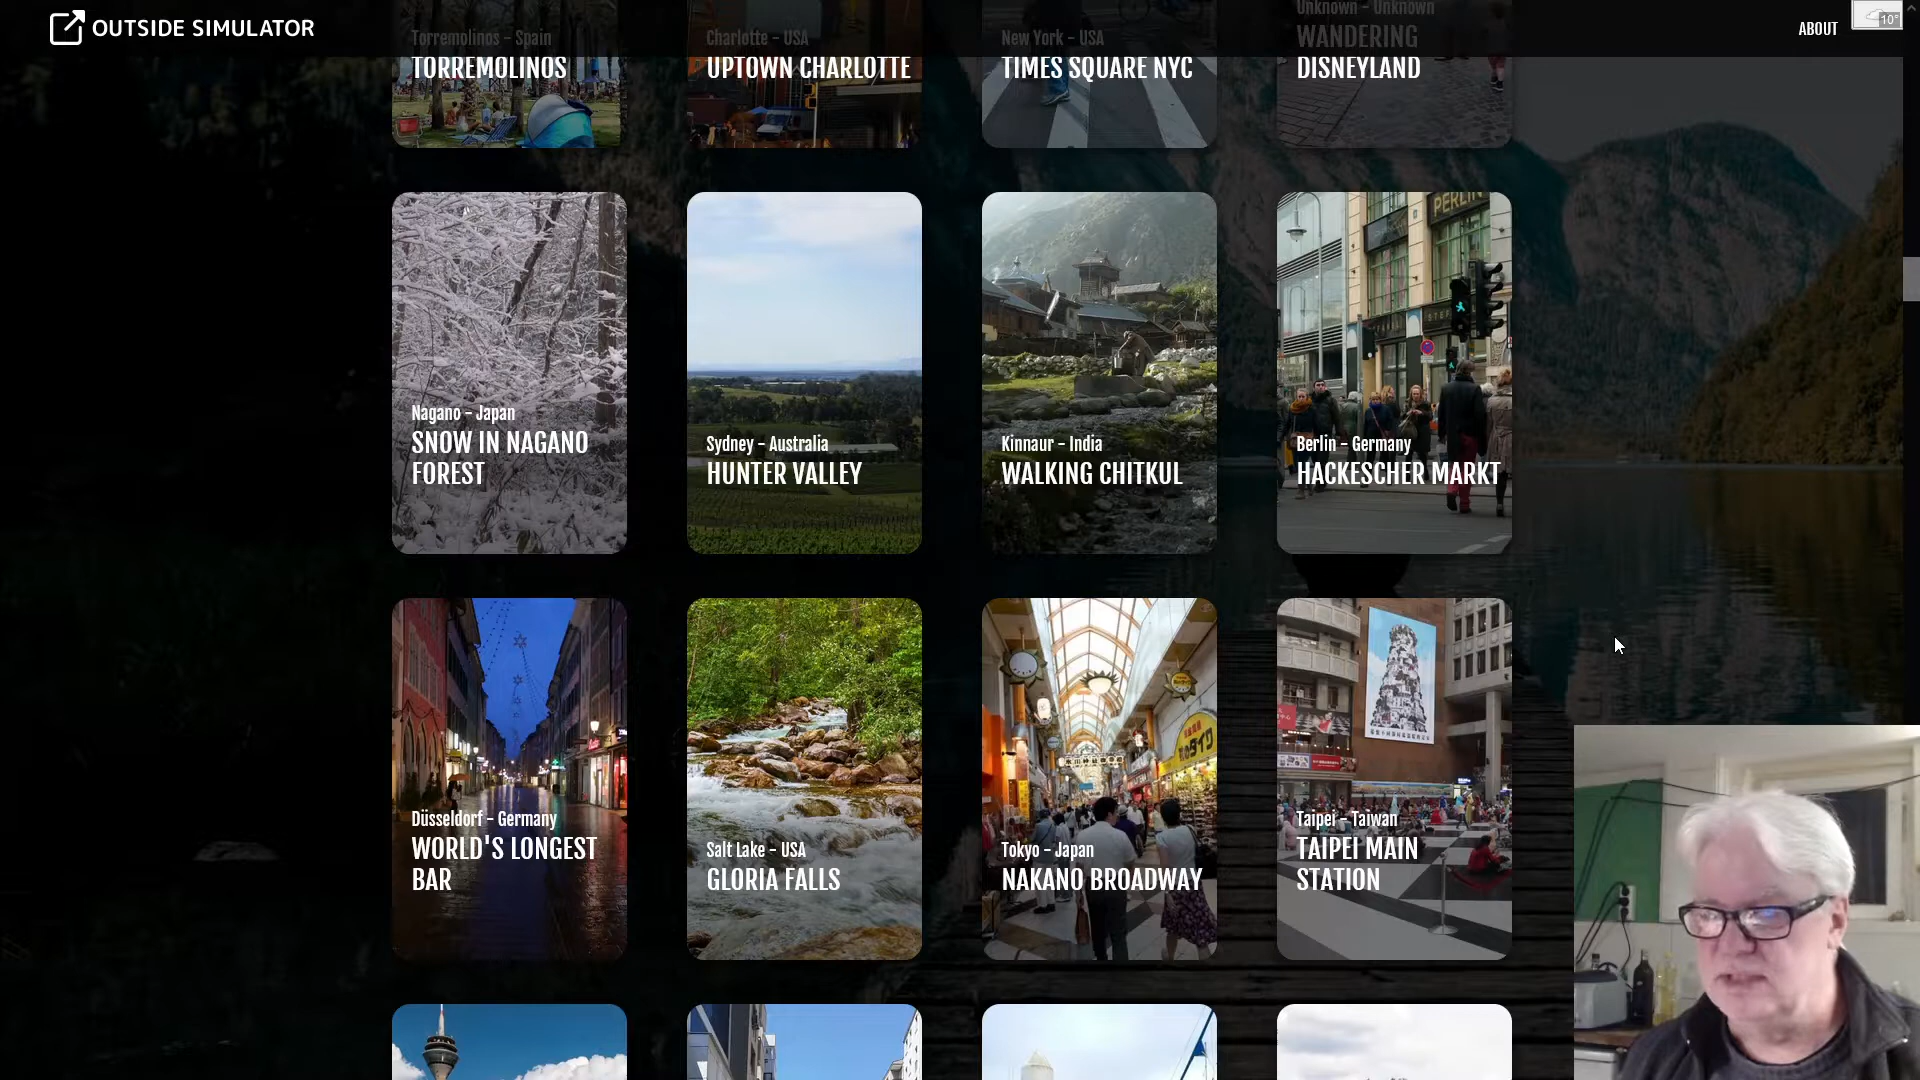 OUTSIDE SIMULATOR
ABOUT
10°
Torremolinos - Spain
TORREMOLINOS
Charlotte - USA
UPTOWN CHARLOTTE
New York - USA
TIMES SQUARE NYC
Unknown - Unknown
WANDERING
DISNEYLAND
Nagano - Japan
SNOW IN NAGANO
FOREST
Sydney - Australia
HUNTER VALLEY
Kinnaur - India
WALKING CHITKUL
PERLIN
Berlin - Germany
HACKESCHER MARKT
Düsseldorf - Germany
WORLD'S LONGEST
BAR
Salt Lake - USA
GLORIA FALLS
Tokyo - Japan
NAKANO BROADWAY
Taipei - Taiwan
TAIPEI MAIN
STATION